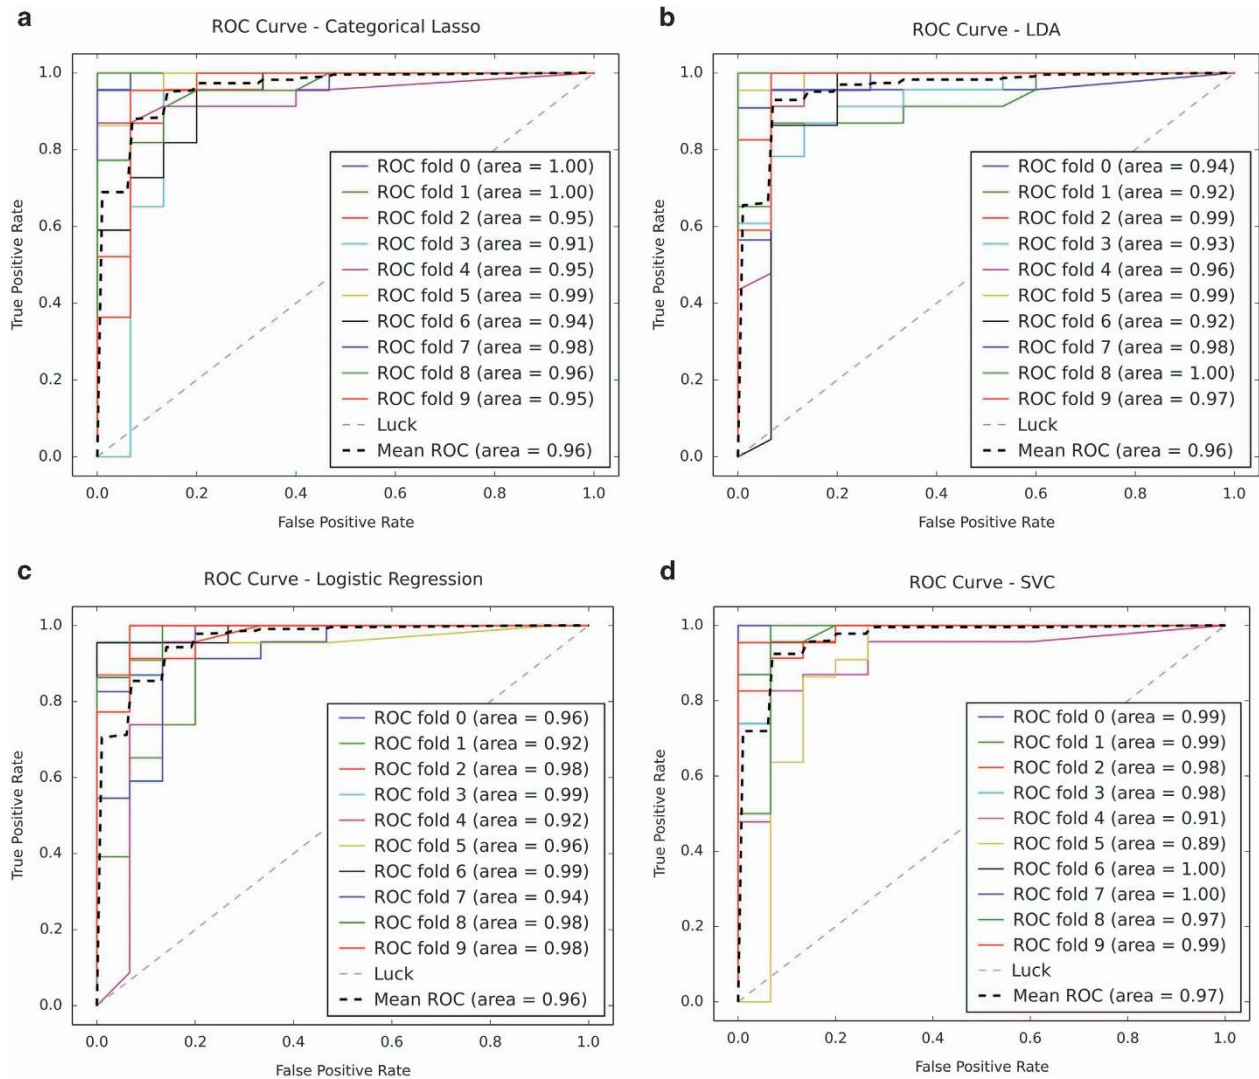 a
ROC Curve - Categorical Lasso
True Positive Rate
1.0
0.8
0.6
0.4
0.2
0.0
ROC fold 0 (area = 1.00)
ROC fold 1 (area = 1.00)
ROC fold 2 (area = 0.95)
ROC fold 3 (area = 0.91)
ROC fold 4 (area = 0.95)
ROC fold 5 (area = 0.99)
ROC fold 6 (area = 0.94)
ROC fold 7 (area = 0.98)
ROC fold 8 (area = 0.96)
ROC fold 9 (area = 0.95)
Luck
Mean ROC (area = 0.96)
0.0 0.2 0.4 0.6 0.8 1.0
False Positive Rate
b
ROC Curve - LDA
True Positive Rate
1.0
0.8
0.6
0.4
0.2
0.0
ROC fold 0 (area = 0.94)
ROC fold 1 (area = 0.92)
ROC fold 2 (area = 0.99)
ROC fold 3 (area = 0.93)
ROC fold 4 (area = 0.96)
ROC fold 5 (area = 0.99)
ROC fold 6 (area = 0.92)
ROC fold 7 (area = 0.98)
ROC fold 8 (area = 1.00)
ROC fold 9 (area = 0.97)
Luck
Mean ROC (area = 0.96)
0.0 0.2 0.4 0.6 0.8 1.0
False Positive Rate
c
ROC Curve - Logistic Regression
True Positive Rate
1.0
0.8
0.6
0.4
0.2
0.0
ROC fold 0 (area = 0.96)
ROC fold 1 (area = 0.92)
ROC fold 2 (area = 0.98)
ROC fold 3 (area = 0.99)
ROC fold 4 (area = 0.92)
ROC fold 5 (area = 0.96)
ROC fold 6 (area = 0.99)
ROC fold 7 (area = 0.94)
ROC fold 8 (area = 0.98)
ROC fold 9 (area = 0.98)
Luck
Mean ROC (area = 0.96)
0.0 0.2 0.4 0.6 0.8 1.0
False Positive Rate
d
ROC Curve - SVC
True Positive Rate
1.0
0.8
0.6
0.4
0.2
0.0
ROC fold 0 (area = 0.99)
ROC fold 1 (area = 0.99)
ROC fold 2 (area = 0.98)
ROC fold 3 (area = 0.98)
ROC fold 4 (area = 0.91)
ROC fold 5 (area = 0.89)
ROC fold 6 (area = 1.00)
ROC fold 7 (area = 1.00)
ROC fold 8 (area = 0.97)
ROC fold 9 (area = 0.99)
Luck
Mean ROC (area = 0.97)
0.0 0.2 0.4 0.6 0.8 1.0
False Positive Rate